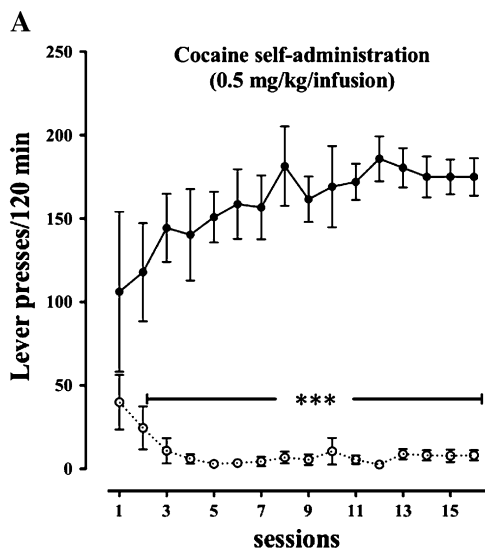 A
Cocaine self-administration
(0.5 mg/kg/infusion)
Lever presses/120 min
250
200
150
100
50
0
***
1 3 5 7 9 11 13 15
sessions